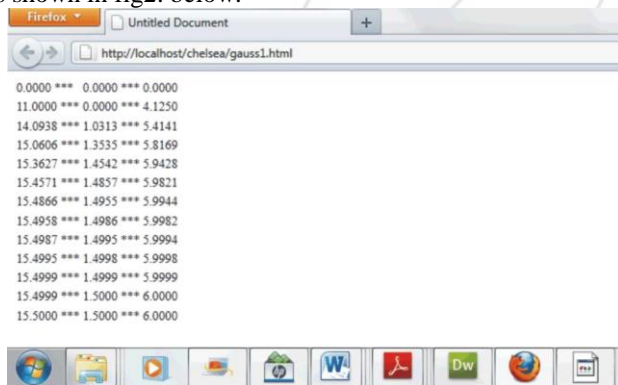 s shown in fig2. below.
Firefox
Untitled Document
+
http://localhost/chelsea/gauss1.html
0.0000 *** 0.0000 *** 0.0000
11.0000 *** 0.0000 *** 4.1250
14.0938 *** 1.0313 *** 5.4141
15.0606 *** 1.3535 *** 5.8169
15.3627 *** 1.4542 *** 5.9428
15.4571 *** 1.4857 *** 5.9821
15.4866 *** 1.4955 *** 5.9944
15.4958 *** 1.4986 *** 5.9982
15.4987 *** 1.4995 *** 5.9994
15.4995 *** 1.4998 *** 5.9998
15.4999 *** 1.4999 *** 5.9999
15.4999 *** 1.5000 *** 6.0000
15.5000 *** 1.5000 *** 6.0000
hp W Dw